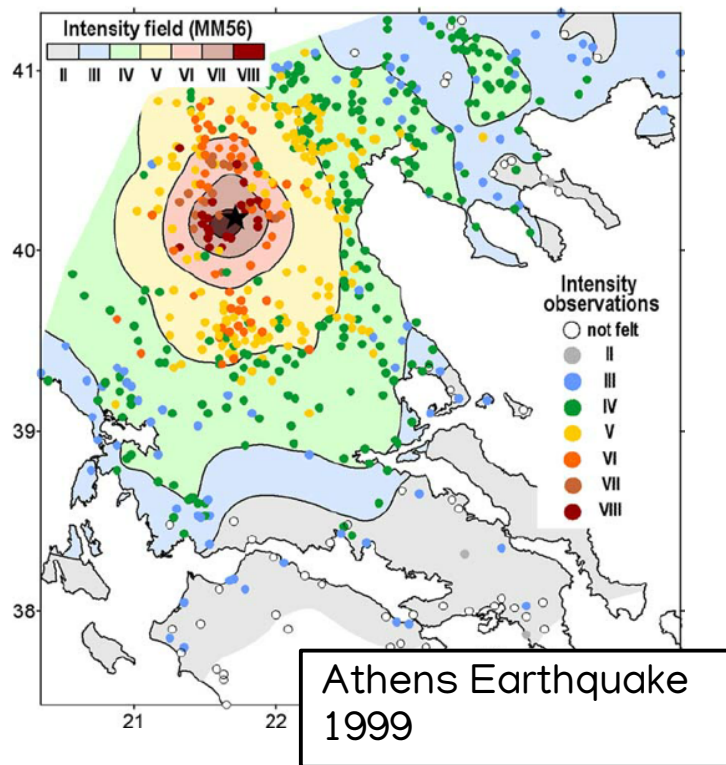 Intensity field (MM56)
II III IV V VI VII VIII
41
40
39
38
21 22
Intensity
observations
not felt
II
III
IV
V
VI
VII
VIII
Athens Earthquake
1999